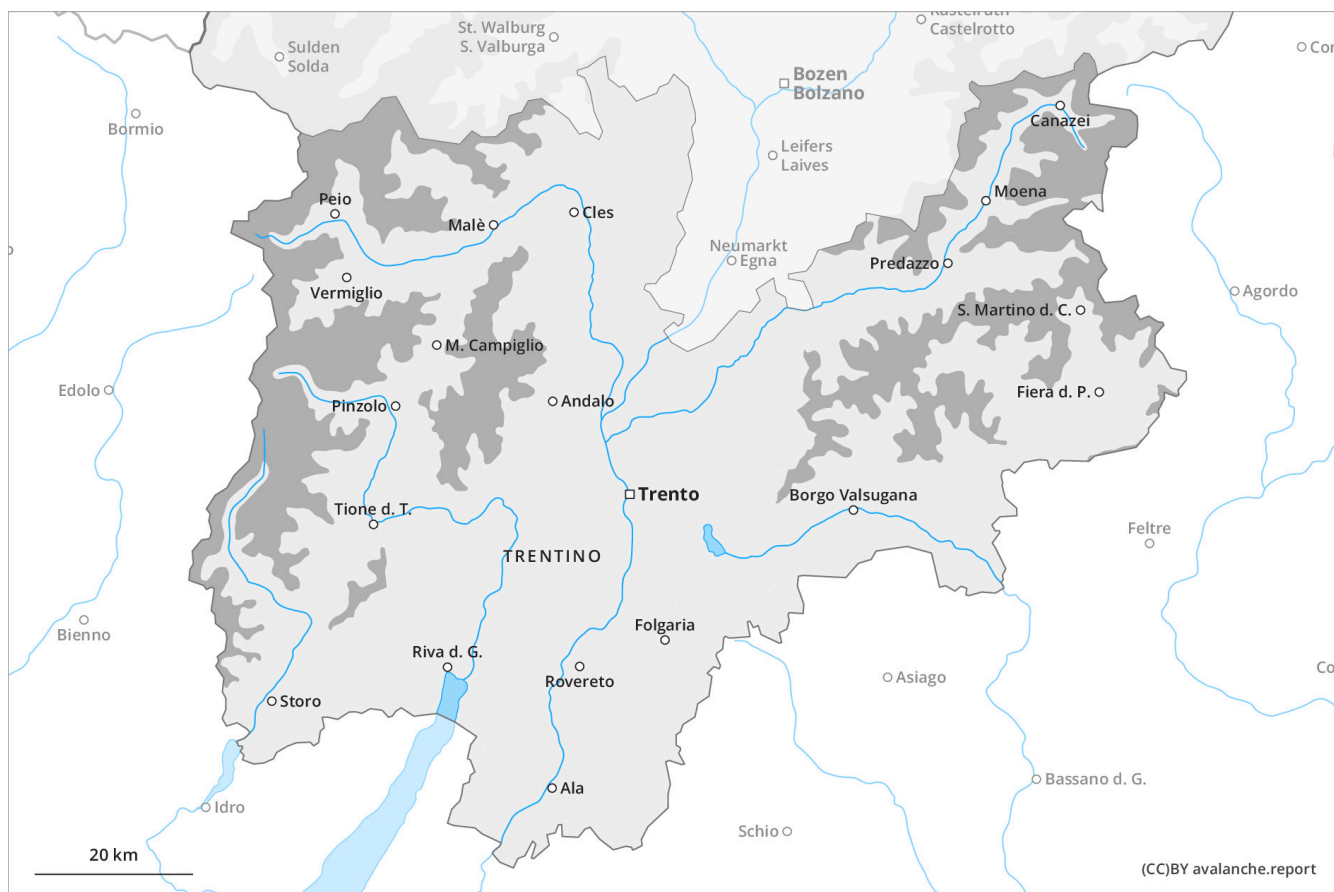 St. Walburg
S. Valburga
Castelrotto
Sulden
Solda
Bozen
Bolzano
Bormio
Canazei
Leifers
Laives
Peio
Moena
Malè
Cles
Neumarkt
Egna
Predazzo
Vermiglio
Agordo
S. Martino d. C.
M. Campiglio
Edolo
Pinzolo
Andalo
Fiera d. P.
Trento
Borgo Valsugana
Tione d. T.
Feltre
TRENTINO
Bienno
Folgaria
Riva d. G.
Rovereto
Asiago
Storo
Bassano d. G.
Ala
Idro
Schio
20 km
(CC)BY avalanche.report